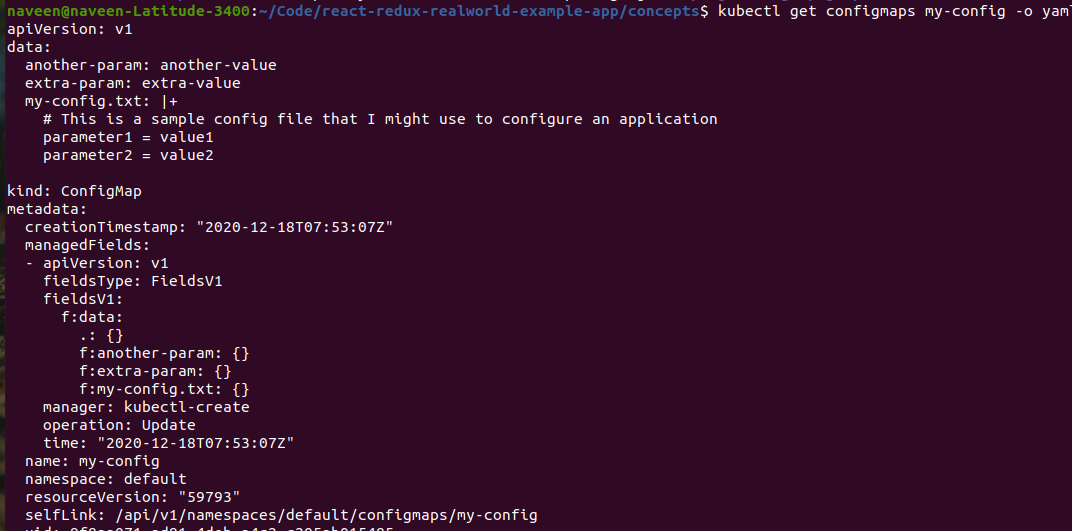 naveen@naveen-Latitude-3400:~/Code/react-redux-realworld-example-app/concepts$ kubectl get configmaps my-config -o yaml
apiVersion: v1
data:
  another-param: another-value
  extra-param: extra-value
  my-config.txt: |+
    # This is a sample config file that I might use to configure an application
    parameter1 = value1
    parameter2 = value2

kind: ConfigMap
metadata:
  creationTimestamp: "2020-12-18T07:53:07Z"
  managedFields:
  - apiVersion: v1
    fieldsType: FieldsV1
    fieldsV1:
      f:data:
        .: {}
        f:another-param: {}
        f:extra-param: {}
        f:my-config.txt: {}
    manager: kubectl-create
    operation: Update
    time: "2020-12-18T07:53:07Z"
  name: my-config
  namespace: default
  resourceVersion: "59793"
  selfLink: /api/v1/namespaces/default/configmaps/my-config